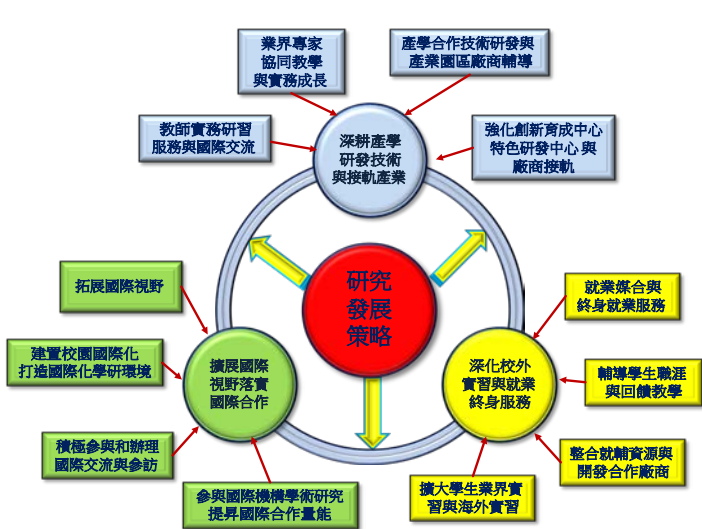 業界專家
協同教學
與實務成長
產學合作技術研發與
產業園區廠商輔導
教師實務研習
服務與國際交流
深耕產學
研發技術
與接軌產業
強化創新育成中心
特色研發中心與
廠商接軌
研究
發展
策略
拓展國際視野
建置校園國際化
打造國際化學研環境
積極參與和辦理
國際交流與參訪
參與國際機構學術研究
提昇國際合作量能
擴展國際
視野落實
國際合作
深化校外
實習與就業
終身服務
就業媒合與
終身就業服務
輔導學生職涯
與回饋教學
整合就輔資源與
開發合作廠商
擴大學生業界實
習與海外實習